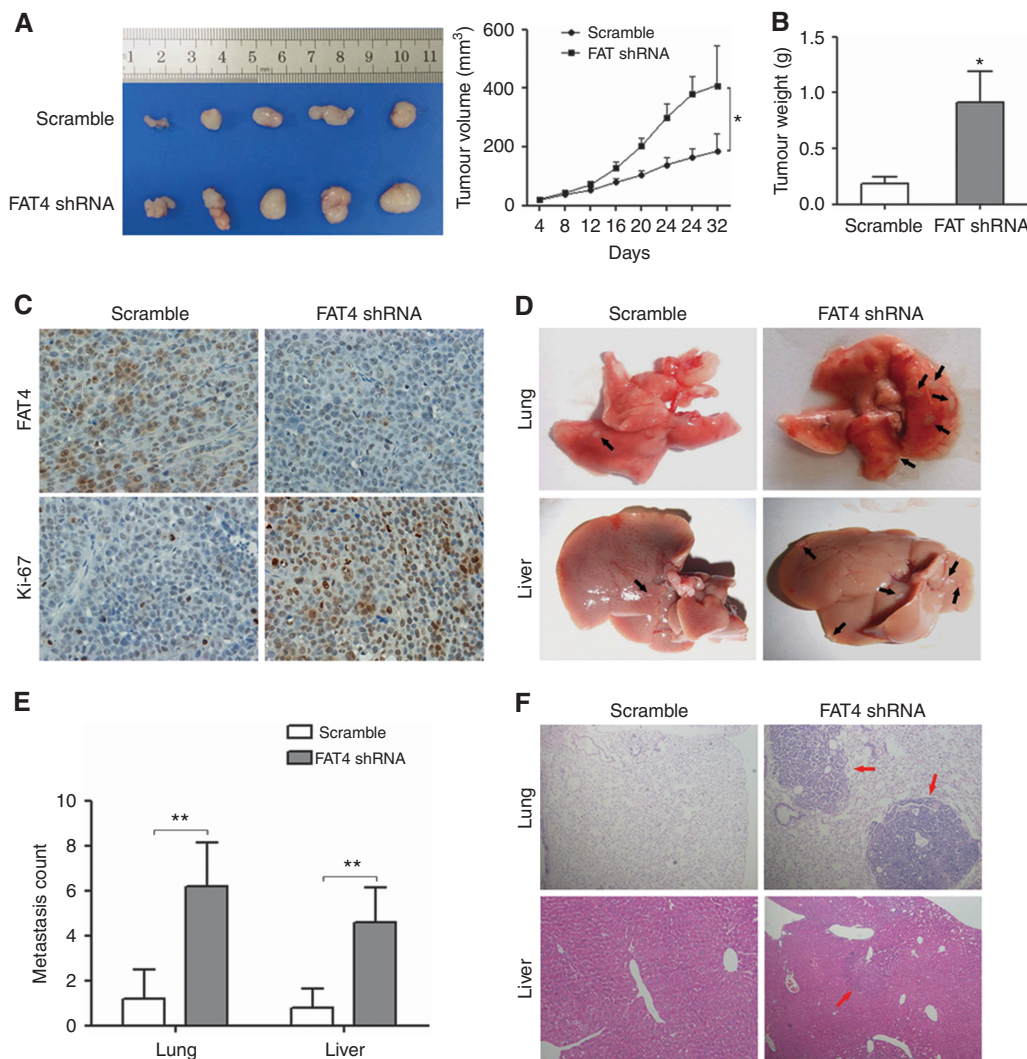 A
1 2 3 4 5 6 7 8 9 10 11
mm
Scramble
FAT4 shRNA
Tumour volume (mm3)
600
400
200
0
Scramble
FAT shRNA
*
4 8 12 16 20 24 24 32
Days
B
Tumour weight (g)
1.5
1.0
0.5
0.0
*
Scramble FAT shRNA
C
Scramble FAT4 shRNA
FAT4
Ki-67
D
Scramble FAT4 shRNA
Lung
Liver
E
Scramble
FAT4 shRNA
Metastasis count
10
8
6
4
2
0
**
**
Lung Liver
F
Scramble FAT4 shRNA
Lung
Liver